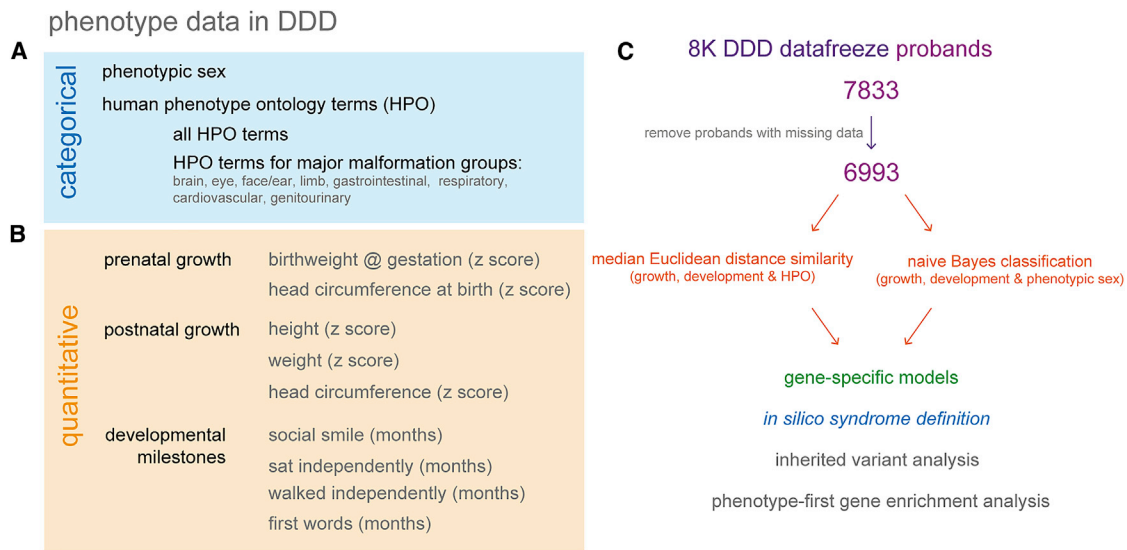 phenotype data in DDD
A
categorical
phenotypic sex
human phenotype ontology terms (HPO)
all HPO terms
HPO terms for major malformation groups:
brain, eye, face/ear, limb, gastrointestinal, respiratory,
cardiovascular, genitourinary
B
quantitative
prenatal growth
birthweight @ gestation (z score)
head circumference at birth (z score)
postnatal growth
height (z score)
weight (z score)
head circumference (z score)
developmental
milestones
social smile (months)
sat independently (months)
walked independently (months)
first words (months)
C
8K DDD datafreeze probands
7833
remove probands with missing data
6993
median Euclidean distance similarity
(growth, development & HPO)
naive Bayes classification
(growth, development & phenotypic sex)
gene-specific models
in silico syndrome definition
inherited variant analysis
phenotype-first gene enrichment analysis